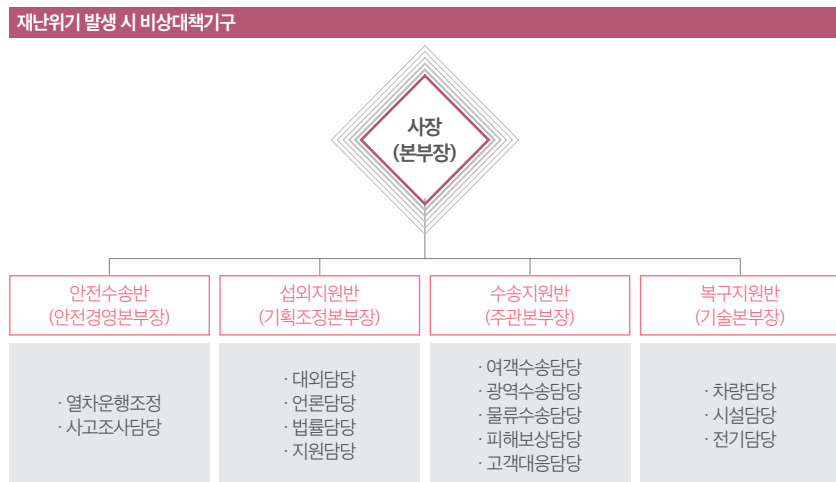 재난위기 발생 시 비상대책기구
사장
(본부장)
안전수송반
(안전경영본부장)
· 열차운행조정
· 사고조사담당
섭외지원반
(기획조정본부장)
· 대외담당
· 언론담당
· 법률담당
· 지원담당
수송지원반
(주관본부장)
· 여객수송담당
· 광역수송담당
· 물류수송담당
· 피해보상담당
· 고객대응담당
복구지원반
(기술본부장)
· 차량담당
· 시설담당
· 전기담당